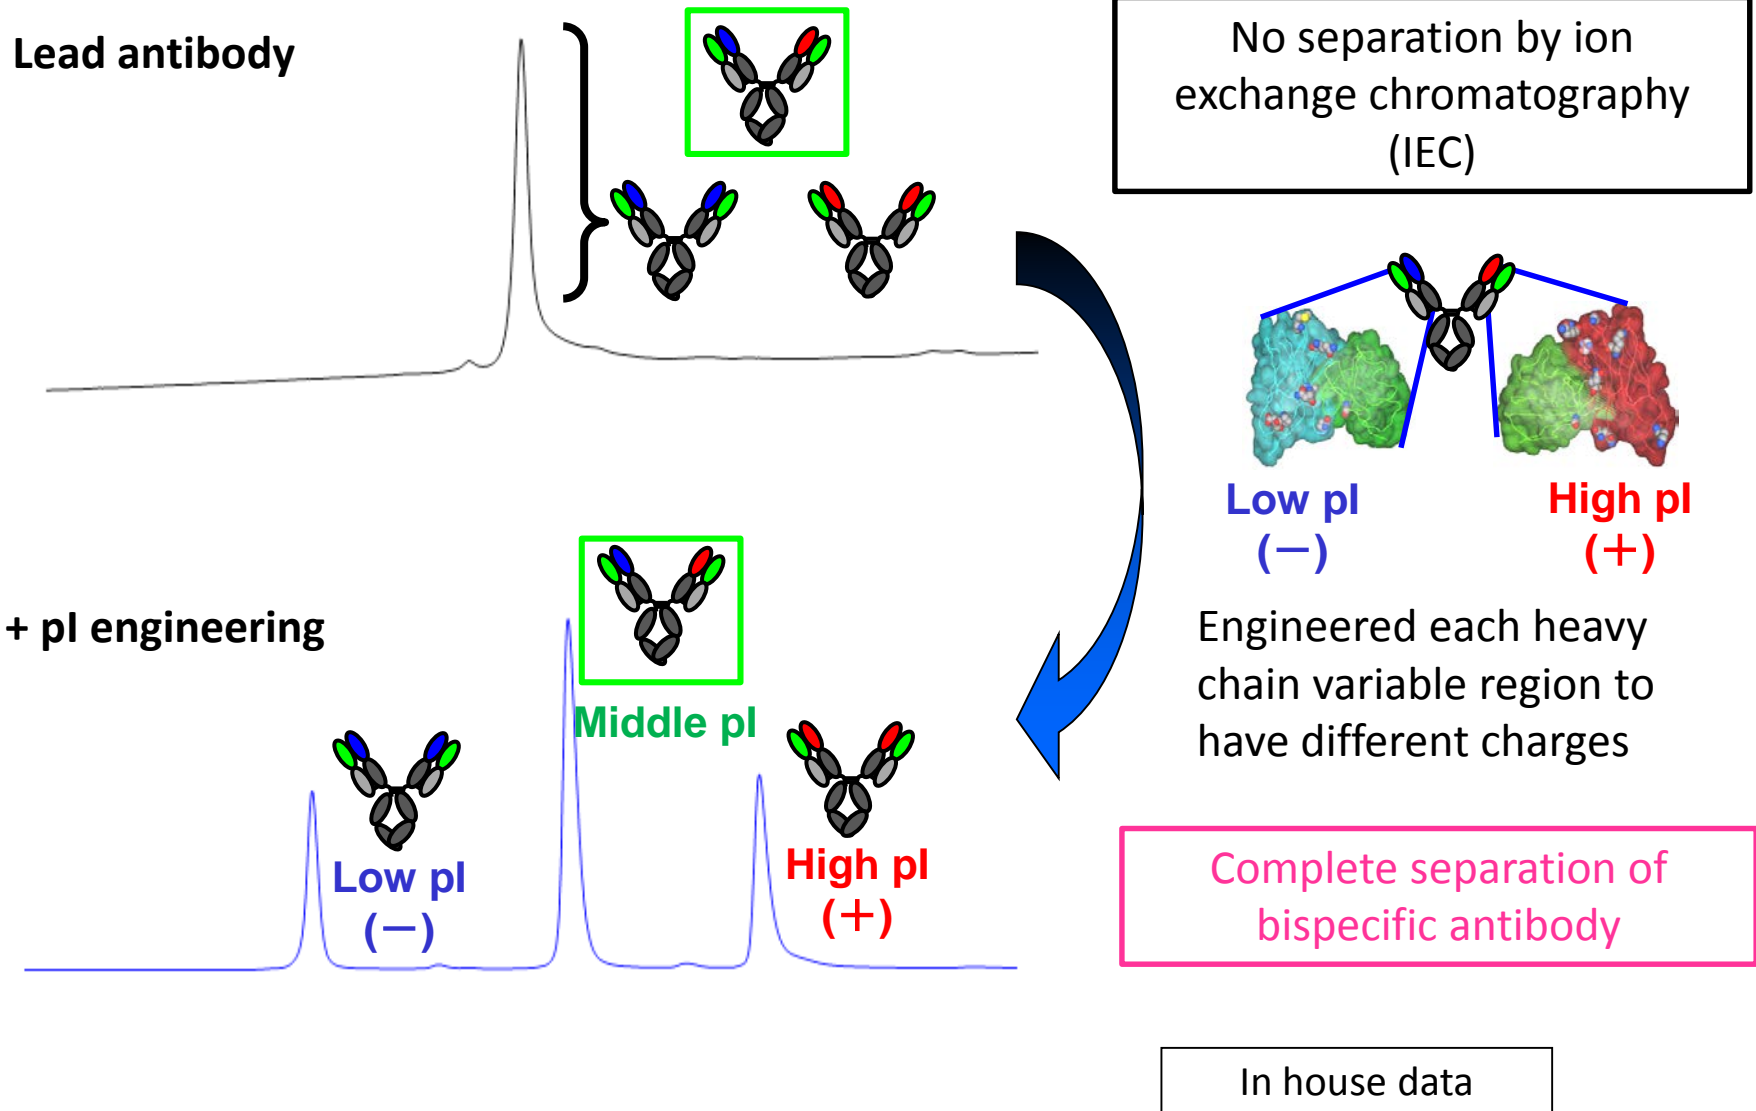 Lead antibody
No separation by ion
exchange chromatography
(IEC)
Low pI
(−)
High pI
(+)
+ pI engineering
Engineered each heavy
chain variable region to
have different charges
Middle pI
Low pI
(−)
High pI
(+)
Complete separation of
bispecific antibody
In house data